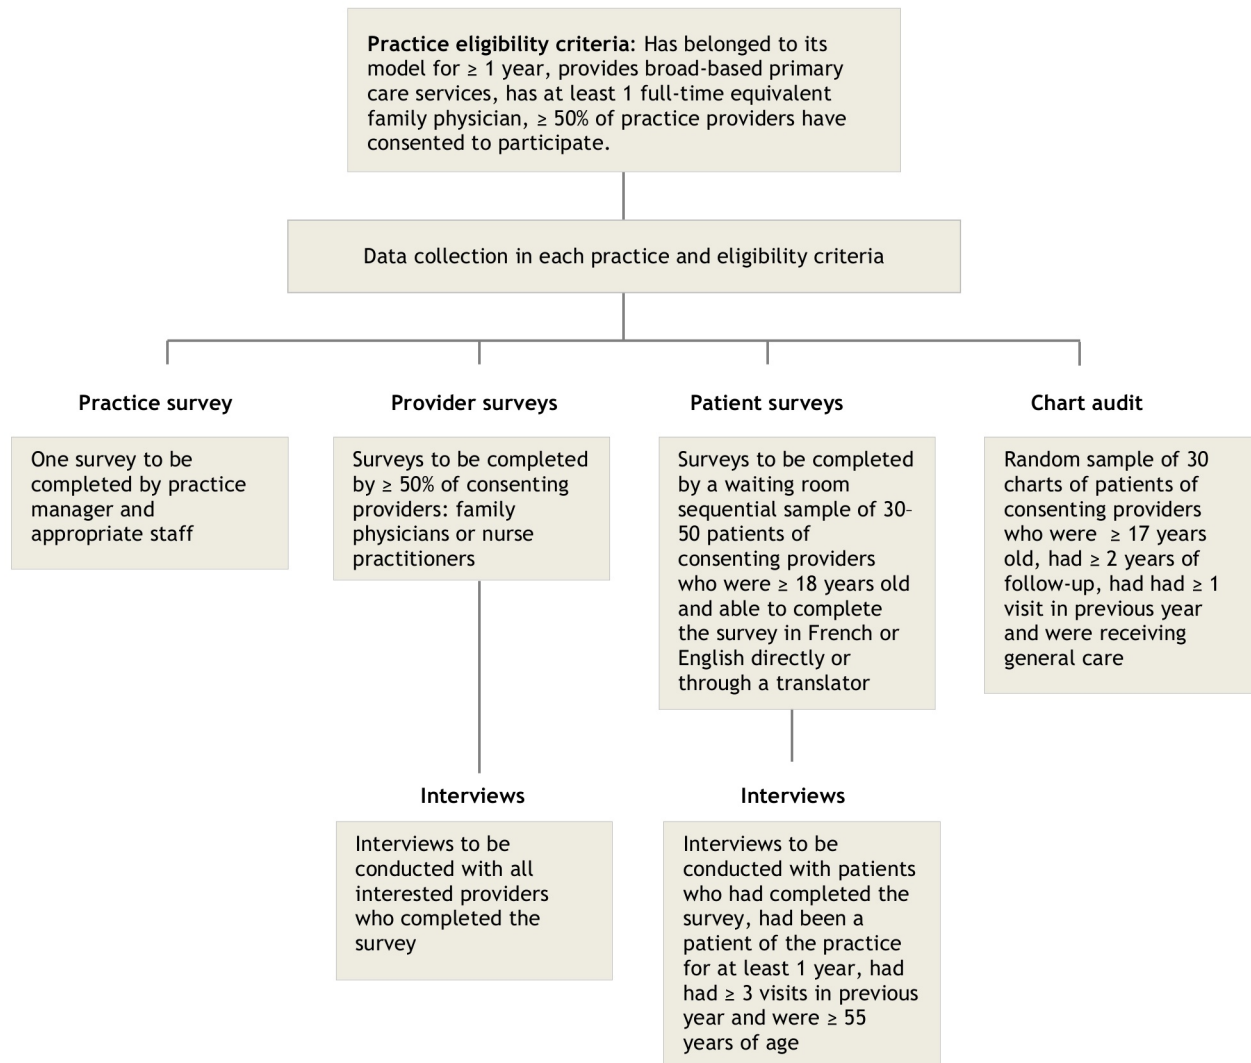 Practice eligibility criteria: Has belonged to its
model for ≥ 1 year, provides broad-based primary
care services, has at least 1 full-time equivalent
family physician, ≥ 50% of practice providers have
consented to participate.
Data collection in each practice and eligibility criteria
Practice survey
One survey to be
completed by practice
manager and
appropriate staff
Provider surveys
Surveys to be completed
by ≥ 50% of consenting
providers: family
physicians or nurse
practitioners
Patient surveys
Surveys to be completed
by a waiting room
sequential sample of 30–
50 patients of
consenting providers
who were ≥ 18 years old
and able to complete
the survey in French or
English directly or
through a translator
Chart audit
Random sample of 30
charts of patients of
consenting providers
who were ≥ 17 years
old, had ≥ 2 years of
follow-up, had had ≥ 1
visit in previous year
and were receiving
general care
Interviews
Interviews to be
conducted with all
interested providers
who completed the
survey
Interviews
Interviews to be
conducted with patients
who had completed the
survey, had been a
patient of the practice
for at least 1 year, had
had ≥ 3 visits in previous
year and were ≥ 55
years of age